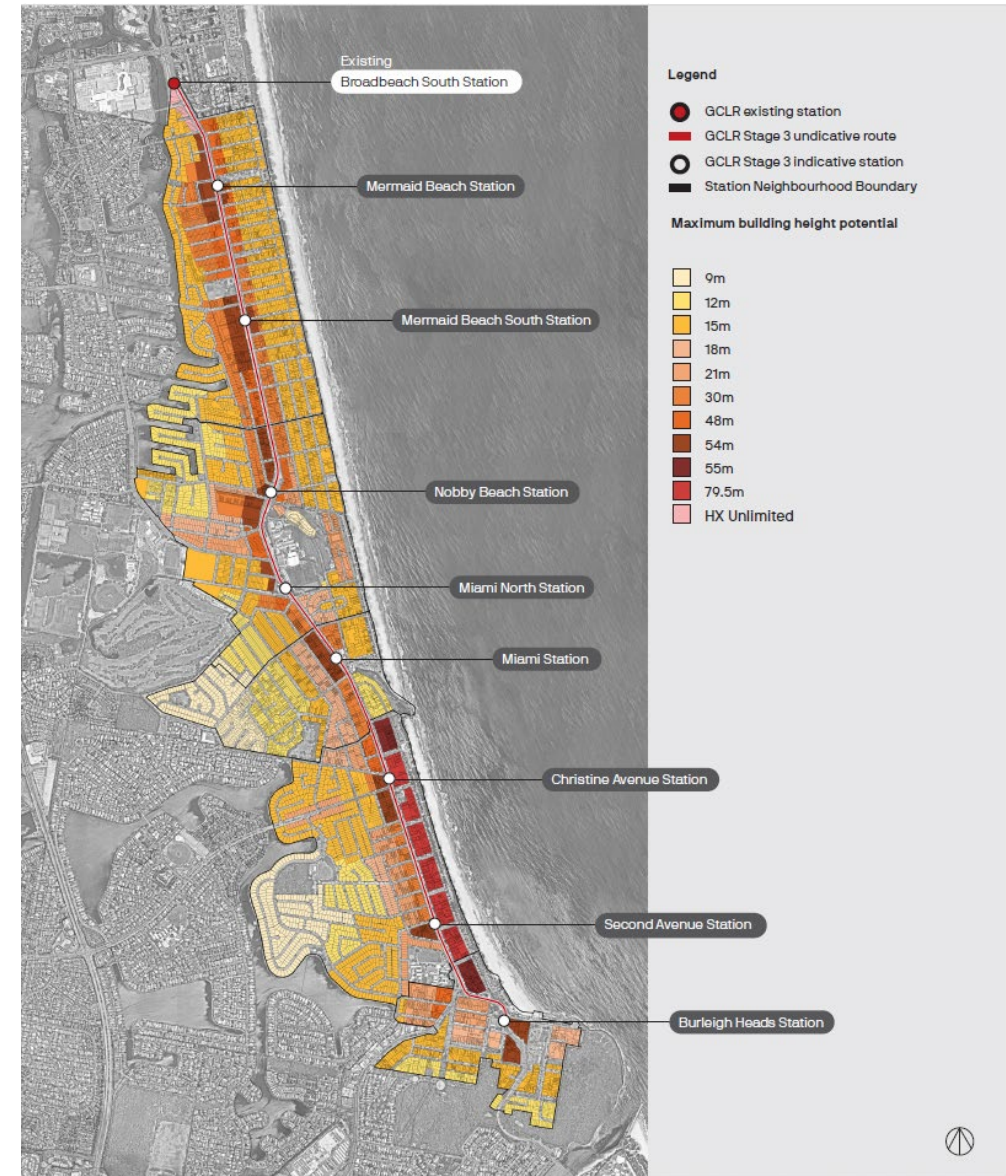 Existing
Broadbeach South Station
Mermaid Beach Station
Mermaid Beach South Station
Nobby Beach Station
Miami North Station
Miami Station
Christine Avenue Station
Second Avenue Station
Burleigh Heads Station
Legend
GCLR existing station
GCLR Stage 3 undicative route
GCLR Stage 3 indicative station
Station Neighbourhood Boundary
Maximum building height potential
9m
12m
15m
18m
21m
30m
48m
54m
55m
79.5m
HX Unlimited